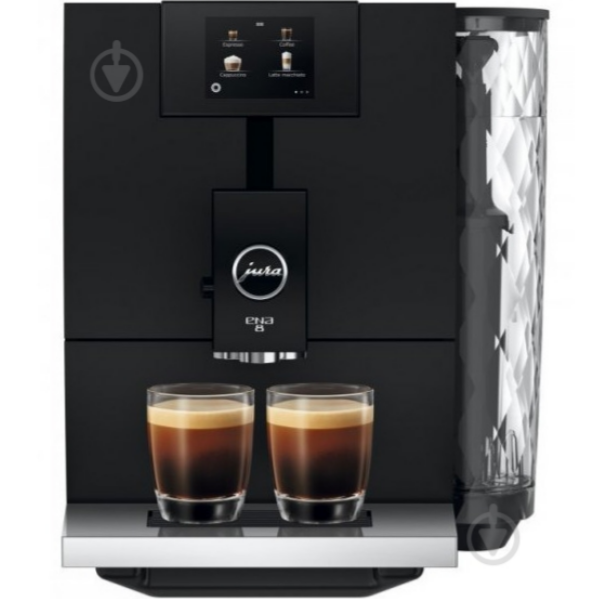 Espresso
Coffee
Cappuccino
Latte macchiato
jura
ENA
8